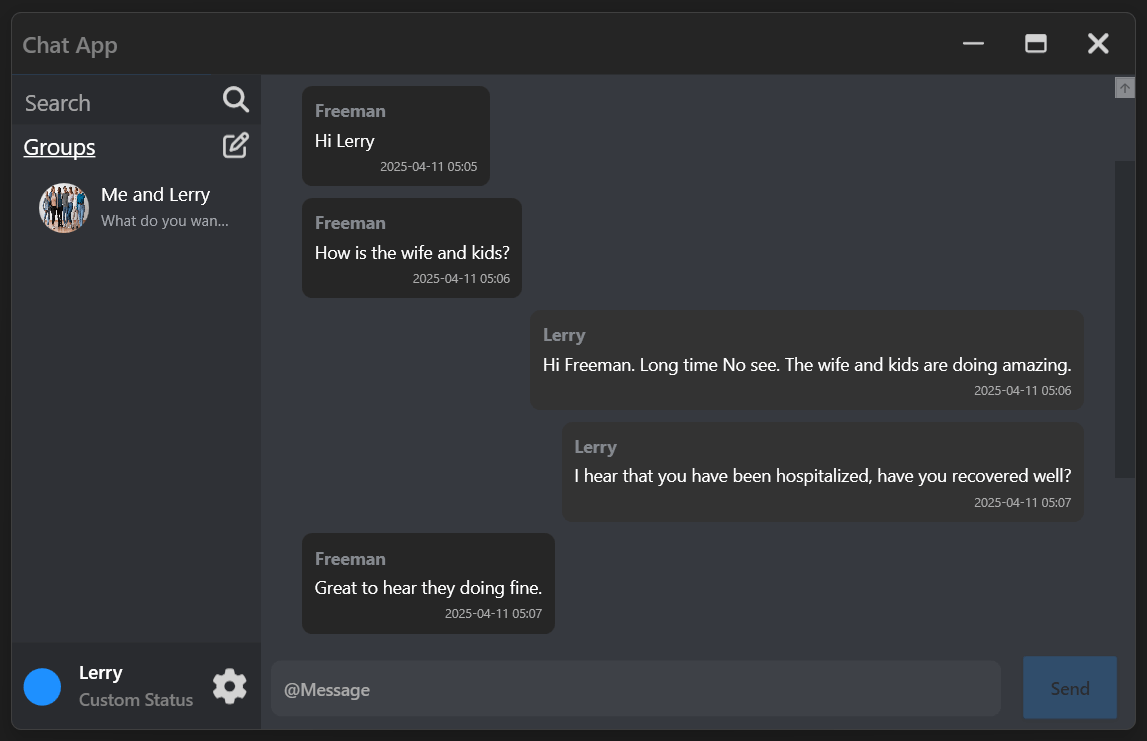 Chat App
Search
Groups
Me and Lerry
What do you wan...
Freeman
Hi Lerry
2025-04-11 05:05
Freeman
How is the wife and kids?
2025-04-11 05:06
Lerry
Hi Freeman. Long time No see. The wife and kids are doing amazing.
2025-04-11 05:06
Lerry
I hear that you have been hospitalized, have you recovered well?
2025-04-11 05:07
Freeman
Great to hear they doing fine.
2025-04-11 05:07
Lerry
Custom Status
@Message
Send